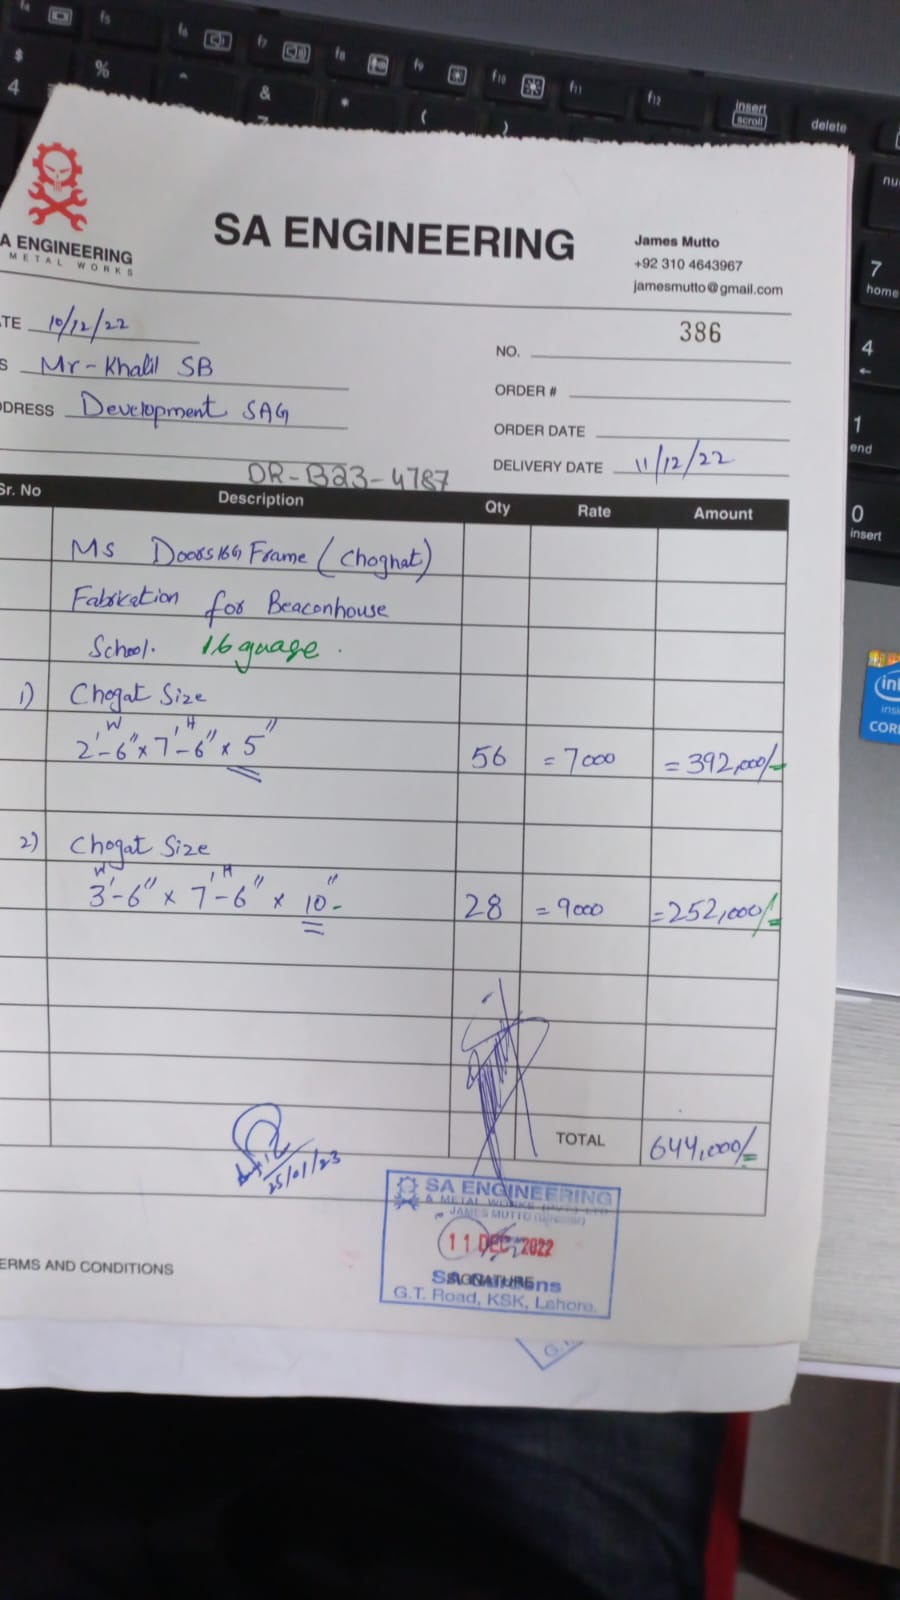 f4 f5 f6 f7 f8 f9 f10 f11 f12 insert scroll delete
$ 4 % ^ & * ( )
7 home
4
1 end
0 insert
A ENGINEERING
METAL WORKS
SA ENGINEERING
James Mutto
+92 310 4643967
jamesmutto@gmail.com
TE 10/12/22
S Mr-Khalil SB
DDRESS Development SAG
NO. 386
ORDER #
ORDER DATE
DELIVERY DATE 11/12/22
DR-B23-4787
Sr. No Description Qty Rate Amount
Ms Doors 16G Frame (Choghat)
Fabrication for Beaconhouse
School. 16 guage.
1) Chogat Size
W H
2'-6" x 7'-6" x 5" 56 = 7000 = 392,000/-
2) Chogat Size
W H
3'-6" x 7'-6" x 10" 28 = 9000 = 252,000/-
TOTAL 644,000/-
25/01/23
SA ENGINEERING
& METAL WORKS (PVT) LTD
JAMES MUTTO
11 DEC 2022
SIGNATURE
G.T. Road, KSK, Lahore.
ERMS AND CONDITIONS
G.